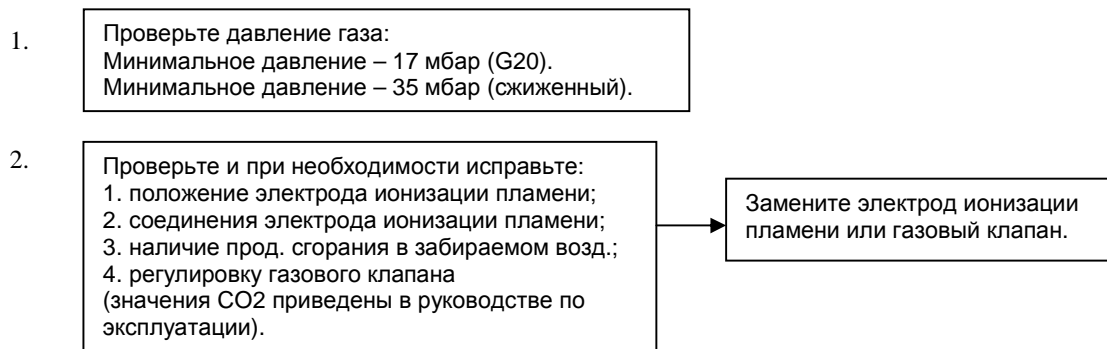 1.
Проверьте давление газа:
Минимальное давление – 17 мбар (G20).
Минимальное давление – 35 мбар (сжиженный).
2.
Проверьте и при необходимости исправьте:
1. положение электрода ионизации пламени;
2. соединения электрода ионизации пламени;
3. наличие прод. сгорания в забираемом возд.;
4. регулировку газового клапана
(значения CO2 приведены в руководстве по
эксплуатации).
Замените электрод ионизации
пламени или газовый клапан.